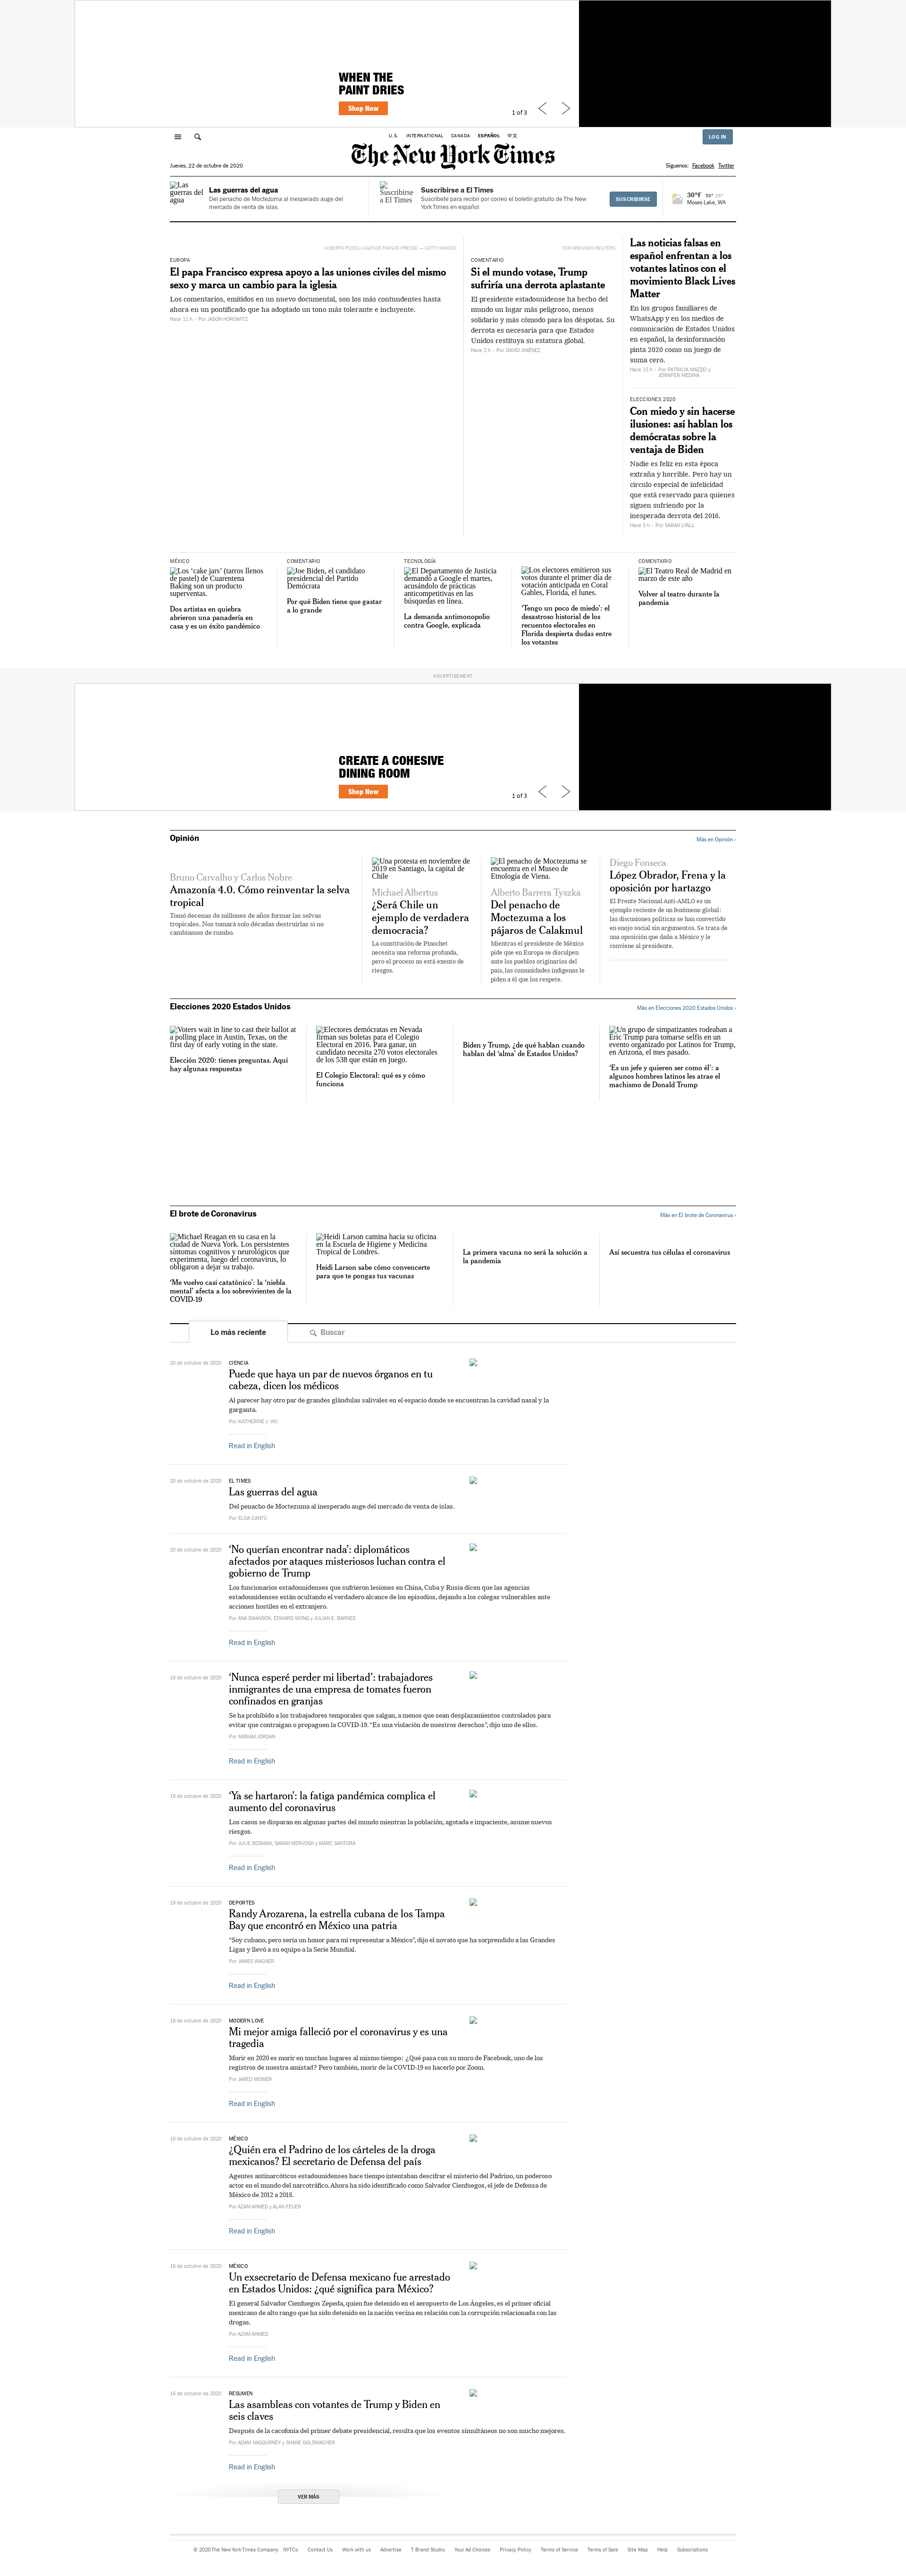 WHEN THE
PAINT DRIES
Shop Now
1 of 3
U.S.
INTERNATIONAL
CANADA
ESPAÑOL
中文
LOG IN
The New York Times
Jueves, 22 de octubre de 2020
Síguenos:
Facebook
Twitter
Las guerras del agua
Las guerras del agua
Del penacho de Moctezuma al inesperado auge del
mercado de venta de islas.
Suscribirse a El Times
Suscribirse a El Times
Suscríbete para recibir por correo el boletín gratuito de The New
York Times en español.
SUSCRIBIRSE
30°F
Moses Lake, WA
ALBERTO PIZZOLI/AGENCE FRANCE-PRESSE — GETTY IMAGES
EUROPA
El papa Francisco expresa apoyo a las uniones civiles del mismo
sexo y marca un cambio para la iglesia
Los comentarios, emitidos en un nuevo documental, son los más contundentes hasta
ahora en un pontificado que ha adoptado un tono más tolerante e incluyente.
Hace 11 h - Por JASON HOROWITZ
TOM BRENNER/REUTERS
COMENTARIO
Si el mundo votase, Trump
sufriría una derrota aplastante
El presidente estadounidense ha hecho del
mundo un lugar más peligroso, menos
solidario y más cómodo para los déspotas. Su
derrota es necesaria para que Estados
Unidos restituya su estatura global.
Hace 2 h - Por DAVID JIMÉNEZ
Las noticias falsas en
español enfrentan a los
votantes latinos con el
movimiento Black Lives
Matter
En los grupos familiares de
WhatsApp y en los medios de
comunicación de Estados Unidos
en español, la desinformación
pinta 2020 como un juego de
suma cero.
Hace 15 h - Por PATRICIA MAZZEI y
JENNIFER MEDINA
ELECCIONES 2020
Con miedo y sin hacerse
ilusiones: así hablan los
demócratas sobre la
ventaja de Biden
Nadie es feliz en esta época
extraña y horrible. Pero hay un
círculo especial de infelicidad
que está reservado para quienes
siguen sufriendo por la
inesperada derrota del 2016.
Hace 3 h - Por SARAH LYALL
MÉXICO
Los ‘cake jars’ (tarros llenos
de pastel) de Cuarentena
Baking son un producto
superventas.
Dos artistas en quiebra
abrieron una panadería en
casa y es un éxito pandémico
COMENTARIO
Joe Biden, el candidato
presidencial del Partido
Demócrata
Por qué Biden tiene que gastar
a lo grande
TECNOLOGÍA
El Departamento de Justicia
demandó a Google el martes,
acusándolo de prácticas
anticompetitivas en las
búsquedas en línea.
La demanda antimonopolio
contra Google, explicada
Los electores emitieron sus
votos durante el primer día de
votación anticipada en Coral
Gables, Florida, el lunes.
‘Tengo un poco de miedo’: el
desastroso historial de los
recuentos electorales en
Florida despierta dudas entre
los votantes
COMENTARIO
El Teatro Real de Madrid en
marzo de este año
Volver al teatro durante la
pandemia
ADVERTISEMENT
CREATE A COHESIVE
DINING ROOM
Shop Now
1 of 3
Opinión
Más en Opinión ›
Bruno Carvalho y Carlos Nobre
Amazonía 4.0. Cómo reinventar la selva
tropical
Tomó decenas de millones de años formar las selvas
tropicales. Nos tomará solo décadas destruirlas si no
cambiamos de rumbo.
Una protesta en noviembre de
2019 en Santiago, la capital de
Chile
Michael Albertus
¿Será Chile un
ejemplo de verdadera
democracia?
La constitución de Pinochet
necesita una reforma profunda,
pero el proceso no está exento de
riesgos.
El penacho de Moctezuma se
encuentra en el Museo de
Etnología de Viena.
Alberto Barrera Tyszka
Del penacho de
Moctezuma a los
pájaros de Calakmul
Mientras el presidente de México
pide que en Europa se disculpen
ante los pueblos originarios del
país, las comunidades indígenas le
piden a él que los respete.
Diego Fonseca
López Obrador, Frena y la
oposición por hartazgo
El Frente Nacional Anti-AMLO es un
ejemplo reciente de un fenómeno global:
las discusiones políticas se han convertido
en enojo social sin argumentos. Se trata de
una oposición que daña a México y le
conviene al presidente.
Elecciones 2020 Estados Unidos
Más en Elecciones 2020 Estados Unidos ›
Voters wait in line to cast their ballot at
a polling place in Austin, Texas, on the
first day of early voting in the state.
Elección 2020: tienes preguntas. Aquí
hay algunas respuestas
Electores demócratas en Nevada
firman sus boletas para el Colegio
Electoral en 2016. Para ganar, un
candidato necesita 270 votos electorales
de los 538 que están en juego.
El Colegio Electoral: qué es y cómo
funciona
Biden y Trump, ¿de qué hablan cuando
hablan del ‘alma’ de Estados Unidos?
Un grupo de simpatizantes rodeaban a
Eric Trump para tomarse selfis en un
evento organizado por Latinos for Trump,
en Arizona, el mes pasado.
‘Es un jefe y quieren ser como él’: a
algunos hombres latinos les atrae el
machismo de Donald Trump
El brote de Coronavirus
Más en El brote de Coronavirus ›
Michael Reagan en su casa en la
ciudad de Nueva York. Los persistentes
síntomas cognitivos y neurológicos que
experimenta, luego del coronavirus, lo
obligaron a dejar su trabajo.
‘Me vuelvo casi catatónico’: la ‘niebla
mental’ afecta a los sobrevivientes de la
COVID-19
Heidi Larson camina hacia su oficina
en la Escuela de Higiene y Medicina
Tropical de Londres.
Heidi Larson sabe cómo convencerte
para que te pongas tus vacunas
La primera vacuna no será la solución a
la pandemia
Así secuestra tus células el coronavirus
Lo más reciente
Buscar
20 de octubre de 2020
CIENCIA
Puede que haya un par de nuevos órganos en tu
cabeza, dicen los médicos
Al parecer hay otro par de grandes glándulas salivales en el espacio donde se encuentran la cavidad nasal y la
garganta.
Por KATHERINE J. WU
Read in English
20 de octubre de 2020
EL TIMES
Las guerras del agua
Del penacho de Moctezuma al inesperado auge del mercado de venta de islas.
Por ELDA CANTÚ
20 de octubre de 2020
‘No querían encontrar nada’: diplomáticos
afectados por ataques misteriosos luchan contra el
gobierno de Trump
Los funcionarios estadounidenses que sufrieron lesiones en China, Cuba y Rusia dicen que las agencias
estadounidenses están ocultando el verdadero alcance de los episodios, dejando a los colegas vulnerables ante
acciones hostiles en el extranjero.
Por ANA SWANSON, EDWARD WONG y JULIAN E. BARNES
Read in English
19 de octubre de 2020
‘Nunca esperé perder mi libertad’: trabajadores
inmigrantes de una empresa de tomates fueron
confinados en granjas
Se ha prohibido a los trabajadores temporales que salgan, a menos que sean desplazamientos controlados para
evitar que contraigan o propaguen la COVID-19. “Es una violación de nuestros derechos”, dijo uno de ellos.
Por MIRIAM JORDAN
Read in English
19 de octubre de 2020
‘Ya se hartaron’: la fatiga pandémica complica el
aumento del coronavirus
Los casos se disparan en algunas partes del mundo mientras la población, agotada e impaciente, asume nuevos
riesgos.
Por JULIE BOSMAN, SARAH MERVOSH y MARC SANTORA
Read in English
19 de octubre de 2020
DEPORTES
Randy Arozarena, la estrella cubana de los Tampa
Bay que encontró en México una patria
“Soy cubano, pero sería un honor para mí representar a México”, dijo el novato que ha sorprendido a las Grandes
Ligas y llevó a su equipo a la Serie Mundial.
Por JAMES WAGNER
Read in English
18 de octubre de 2020
MODERN LOVE
Mi mejor amiga falleció por el coronavirus y es una
tragedia
Morir en 2020 es morir en muchos lugares al mismo tiempo: ¿Qué pasa con su muro de Facebook, uno de los
registros de nuestra amistad? Pero también, morir de la COVID-19 es hacerlo por Zoom.
Por JARED MISNER
Read in English
16 de octubre de 2020
MÉXICO
¿Quién era el Padrino de los cárteles de la droga
mexicanos? El secretario de Defensa del país
Agentes antinarcóticos estadounidenses hace tiempo intentaban descifrar el misterio del Padrino, un poderoso
actor en el mundo del narcotráfico. Ahora ha sido identificado como Salvador Cienfuegos, el jefe de Defensa de
México de 2012 a 2018.
Por AZAM AHMED y ALAN FEUER
Read in English
16 de octubre de 2020
MÉXICO
Un exsecretario de Defensa mexicano fue arrestado
en Estados Unidos: ¿qué significa para México?
El general Salvador Cienfuegos Zepeda, quien fue detenido en el aeropuerto de Los Ángeles, es el primer oficial
mexicano de alto rango que ha sido detenido en la nación vecina en relación con la corrupción relacionada con las
drogas.
Por AZAM AHMED
Read in English
16 de octubre de 2020
RESUMEN
Las asambleas con votantes de Trump y Biden en
seis claves
Después de la cacofonía del primer debate presidencial, resulta que los eventos simultáneos no son mucho mejores.
Por ADAM NAGOURNEY y SHANE GOLDMACHER
Read in English
VER MÁS
© 2020 The New York Times Company
NYTCo
Contact Us
Work with us
Advertise
T Brand Studio
Your Ad Choices
Privacy Policy
Terms of Service
Terms of Sale
Site Map
Help
Subscriptions